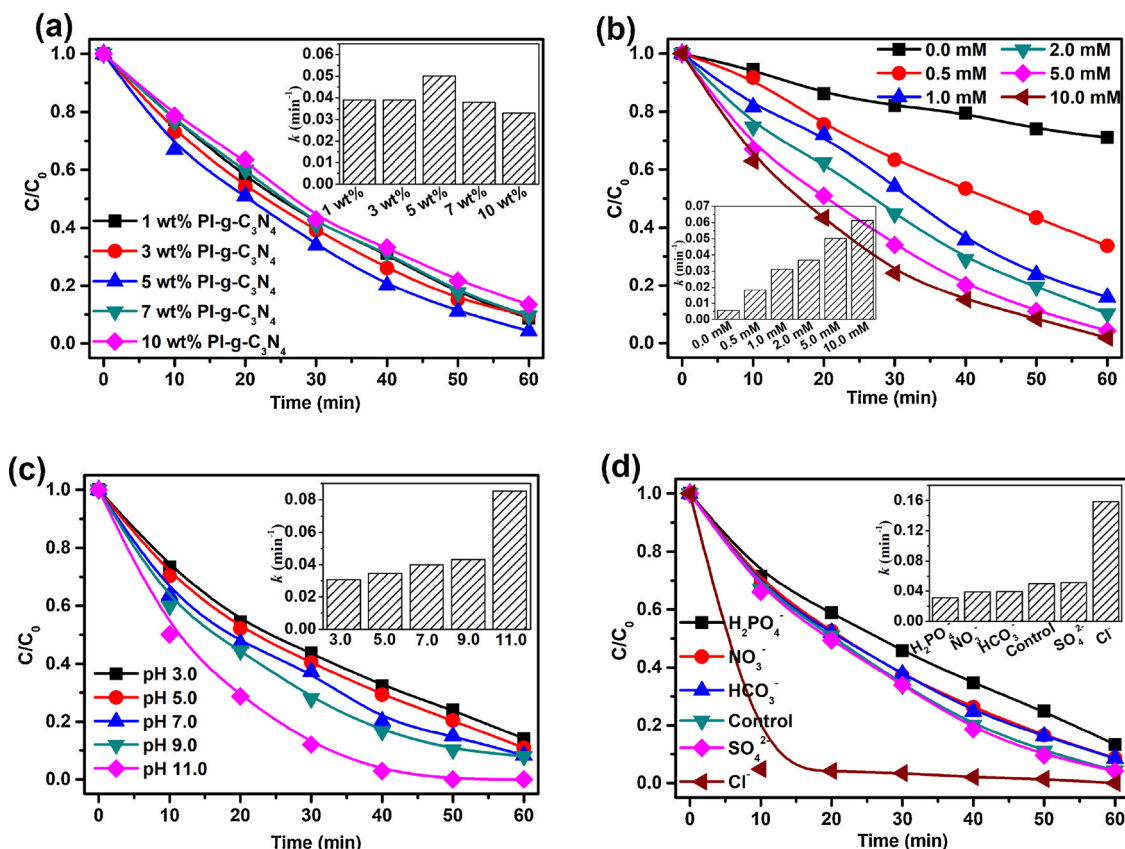 (a)
C/C₀
1.0
0.8
0.6
0.4
0.2
0.0
0 10 20 30 40 50 60
Time (min)
1 wt% PI-g-C₃N₄
3 wt% PI-g-C₃N₄
5 wt% PI-g-C₃N₄
7 wt% PI-g-C₃N₄
10 wt% PI-g-C₃N₄
k (min⁻¹)
0.06
0.05
0.04
0.03
0.02
0.01
0.00
1 wt% 3 wt% 5 wt% 7 wt% 10 wt%
(b)
C/C₀
1.0
0.8
0.6
0.4
0.2
0.0
0 10 20 30 40 50 60
Time (min)
0.0 mM 2.0 mM
0.5 mM 5.0 mM
1.0 mM 10.0 mM
k (min⁻¹)
0.07
0.06
0.05
0.04
0.03
0.02
0.01
0.00
0.0 mM 0.5 mM 1.0 mM 2.0 mM 5.0 mM 10.0 mM
(c)
C/C₀
1.0
0.8
0.6
0.4
0.2
0.0
0 10 20 30 40 50 60
Time (min)
pH 3.0
pH 5.0
pH 7.0
pH 9.0
pH 11.0
k (min⁻¹)
0.08
0.06
0.04
0.02
0.00
3.0 5.0 7.0 9.0 11.0
(d)
C/C₀
1.0
0.8
0.6
0.4
0.2
0.0
0 10 20 30 40 50 60
Time (min)
H₂PO₄⁻
NO₃⁻
HCO₃⁻
Control
SO₄²⁻
Cl⁻
k (min⁻¹)
0.16
0.12
0.08
0.04
0.00
H₂PO₄⁻ NO₃⁻ HCO₃⁻ Control SO₄²⁻ Cl⁻